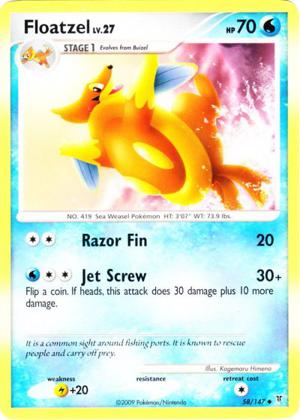 Floatzel LV.27 HP 70
STAGE 1 Evolves from Buizel
NO. 419 Sea Weasel Pokémon HT: 3'07" WT: 73.9 lbs.
Razor Fin 20
Jet Screw 30+
Flip a coin. If heads, this attack does 30 damage plus 10 more
damage.
It is a common sight around fishing ports. It is known to rescue
people and carry off prey.
weakness resistance retreat cost
+20
Illus. Kagemaru Himeno
©2009 Pokémon/Nintendo 58/147